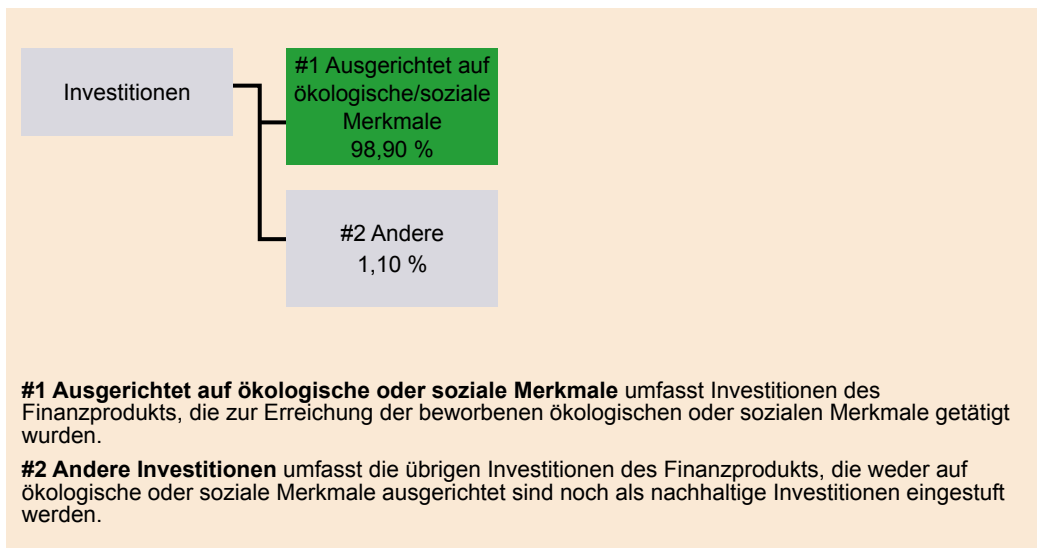 Investitionen
#1 Ausgerichtet auf
ökologische/soziale
Merkmale
98,90 %
#2 Andere
1,10 %
#1 Ausgerichtet auf ökologische oder soziale Merkmale umfasst Investitionen des
Finanzprodukts, die zur Erreichung der beworbenen ökologischen oder sozialen Merkmale getätigt
wurden.
#2 Andere Investitionen umfasst die übrigen Investitionen des Finanzprodukts, die weder auf
ökologische oder soziale Merkmale ausgerichtet sind noch als nachhaltige Investitionen eingestuft
werden.